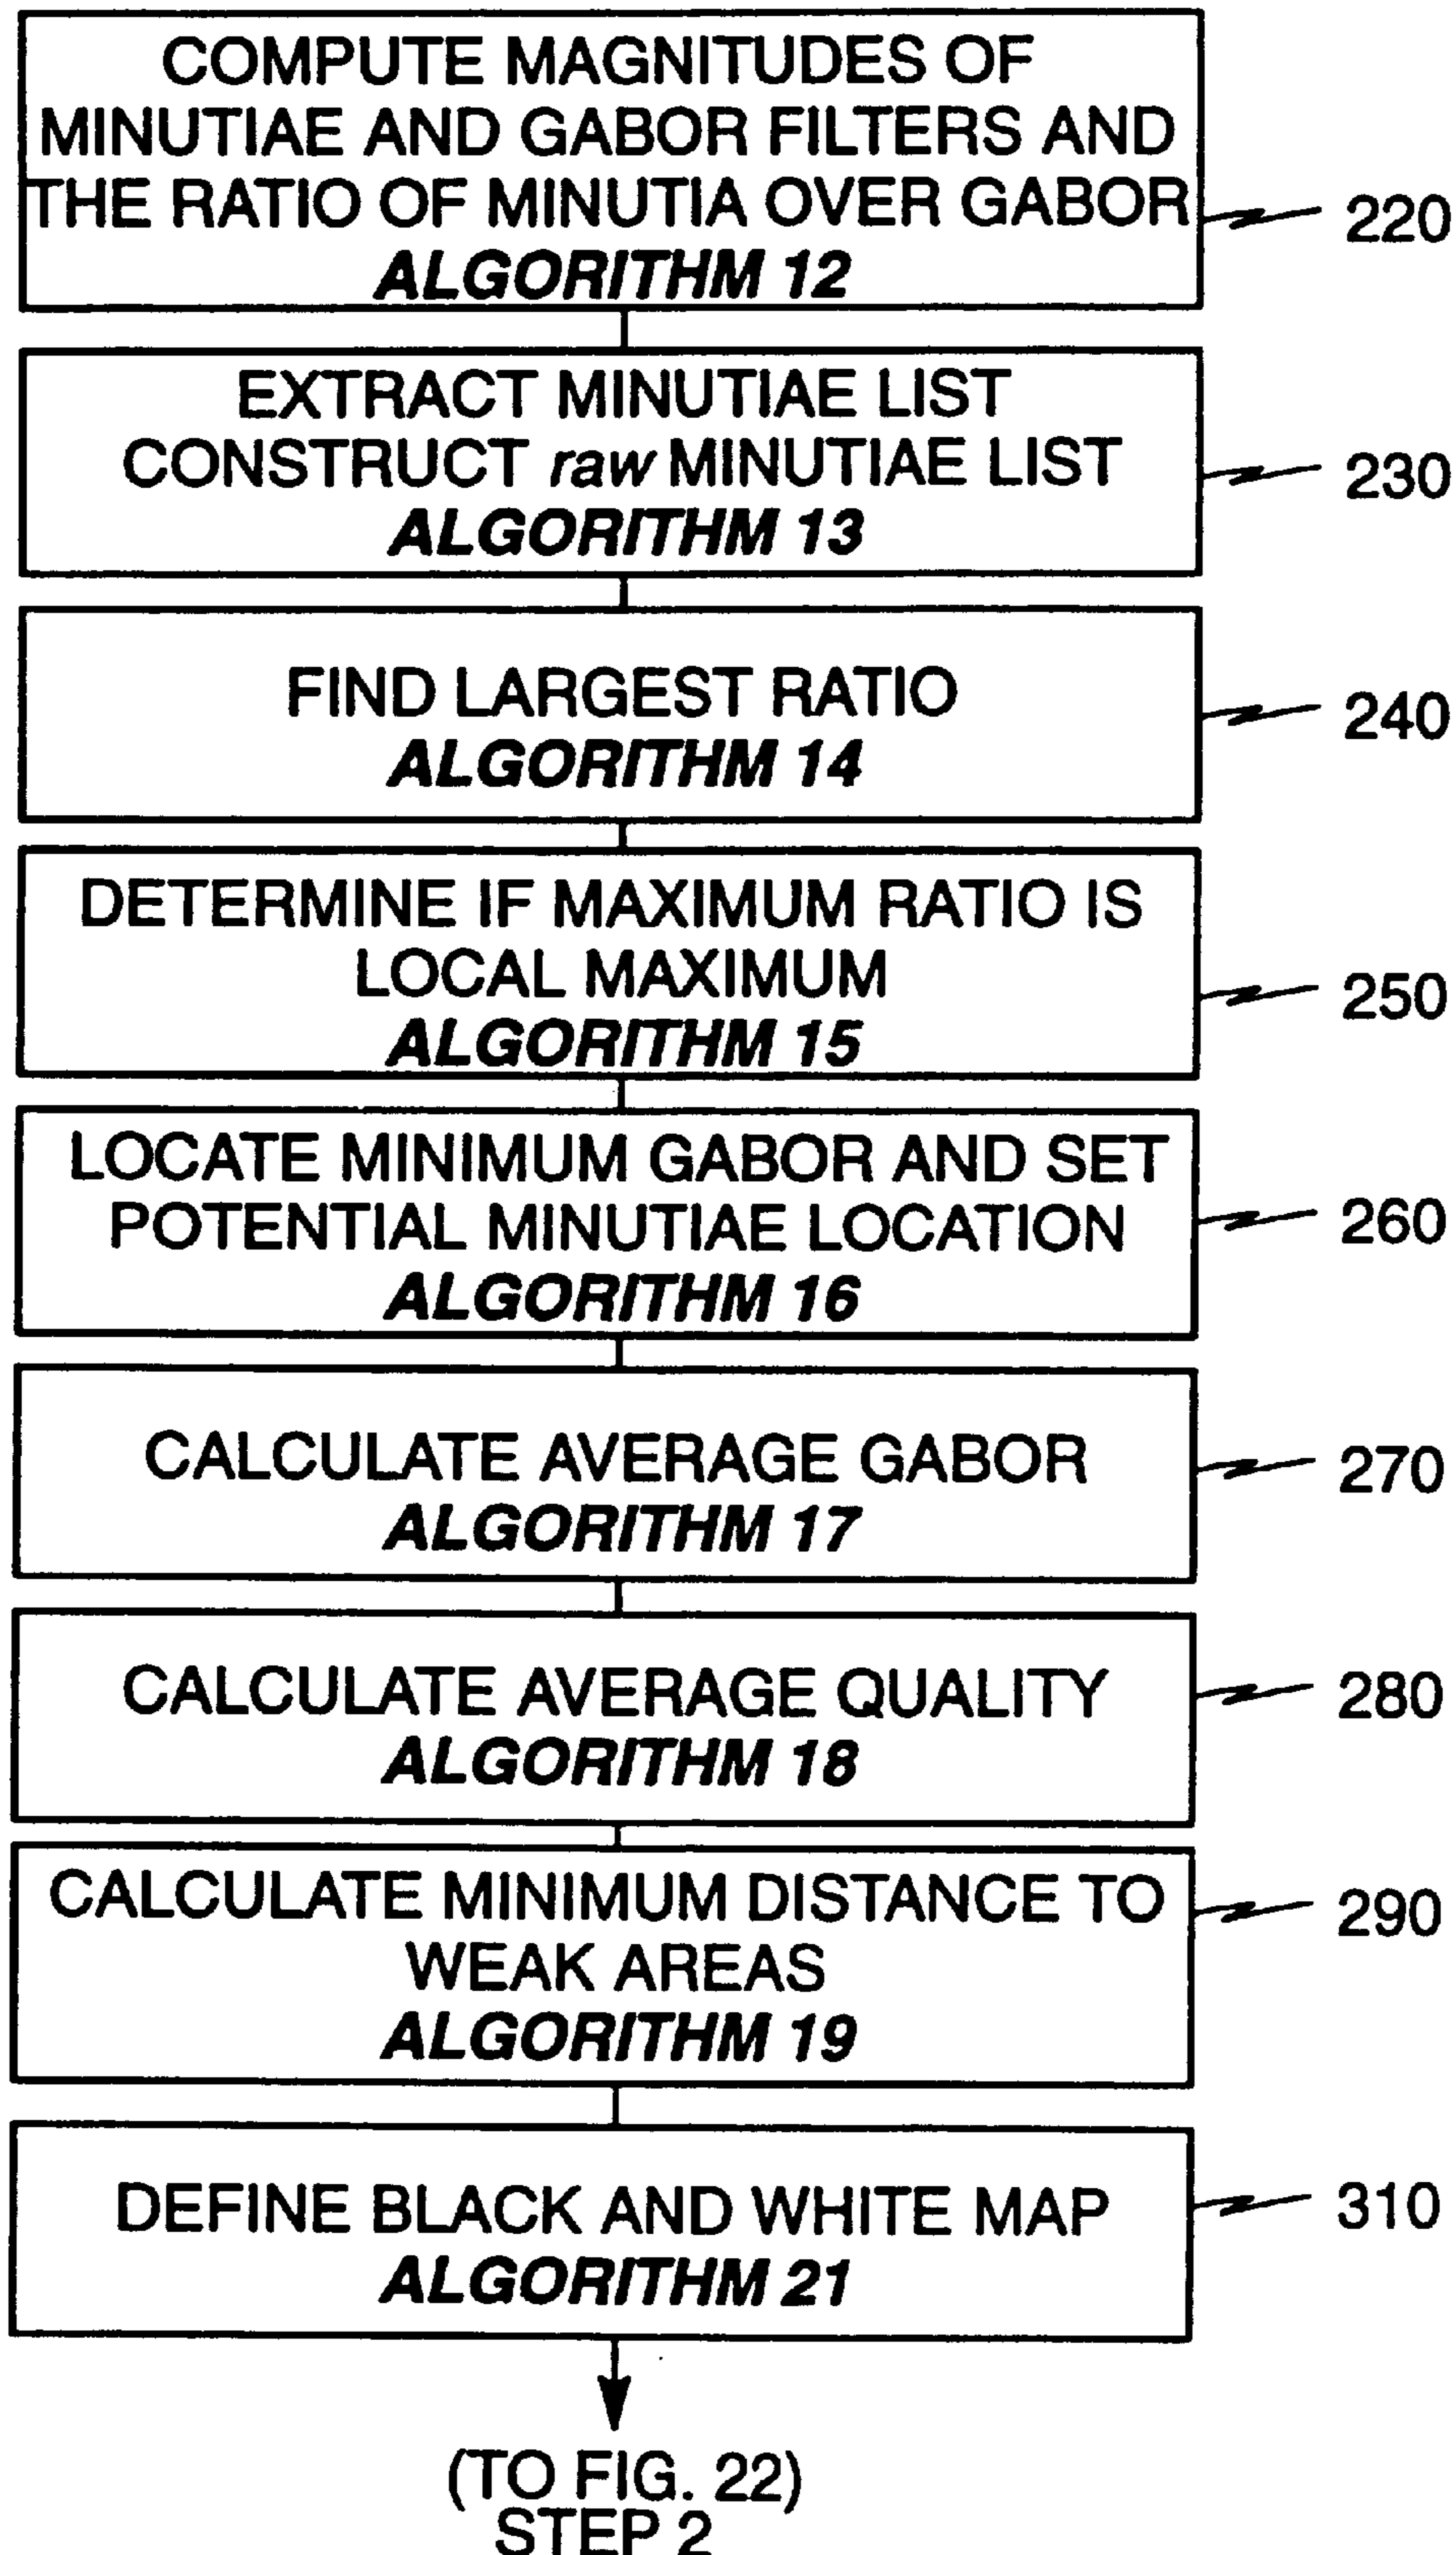 COMPUTE MAGNITUDES OF
MINUTIAE AND GABOR FILTERS AND
THE RATIO OF MINUTIA OVER GABOR
ALGORITHM 12
220
EXTRACT MINUTIAE LIST
CONSTRUCT raw MINUTIAE LIST
ALGORITHM 13
230
FIND LARGEST RATIO
ALGORITHM 14
240
DETERMINE IF MAXIMUM RATIO IS
LOCAL MAXIMUM
ALGORITHM 15
250
LOCATE MINIMUM GABOR AND SET
POTENTIAL MINUTIAE LOCATION
ALGORITHM 16
260
CALCULATE AVERAGE GABOR
ALGORITHM 17
270
CALCULATE AVERAGE QUALITY
ALGORITHM 18
280
CALCULATE MINIMUM DISTANCE TO
WEAK AREAS
ALGORITHM 19
290
DEFINE BLACK AND WHITE MAP
ALGORITHM 21
310
(TO FIG. 22)
STEP 2